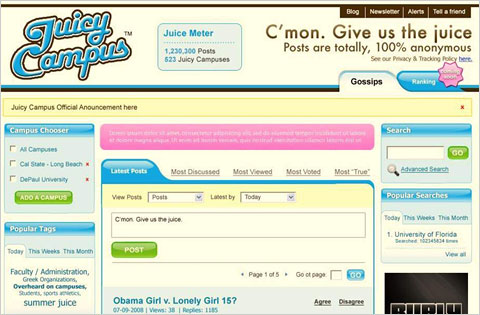 Juicy Campus TM
Juice Meter
1,230,300 Posts
523 Juicy Campuses
Blog Newsletter Alerts Tell a friend
C'mon. Give us the juice
Posts are totally, 100% anonymous
See our Privacy & Tracking Policy here.
Gossips
Ranking
Juicy Campus Official Anouncement here x
Campus Chooser
All Campuses
Cal State - Long Beach x
DePaul University x
ADD A CAMPUS
Popular Tags
Today This Weeks This Month
Faculty / Administration,
Greek Organizations,
Overheard on campuses,
Students, sports athletics,
summer juice
Latest Posts Most Discussed Most Viewed Most Voted Most "True"
View Posts Posts Latest by Today
C'mon. Give us the juice.
POST
Page 1 of 5 Go ot page: GO
Obama Girl v. Lonely Girl 15? Agree Disagree
07-09-2008 | Views: 38 | Replies: 1185
Search
GO
Advanced Search
Popular Searches
Today This Weeks This Month
1. University of Florida
Searched 102345634 times
View all